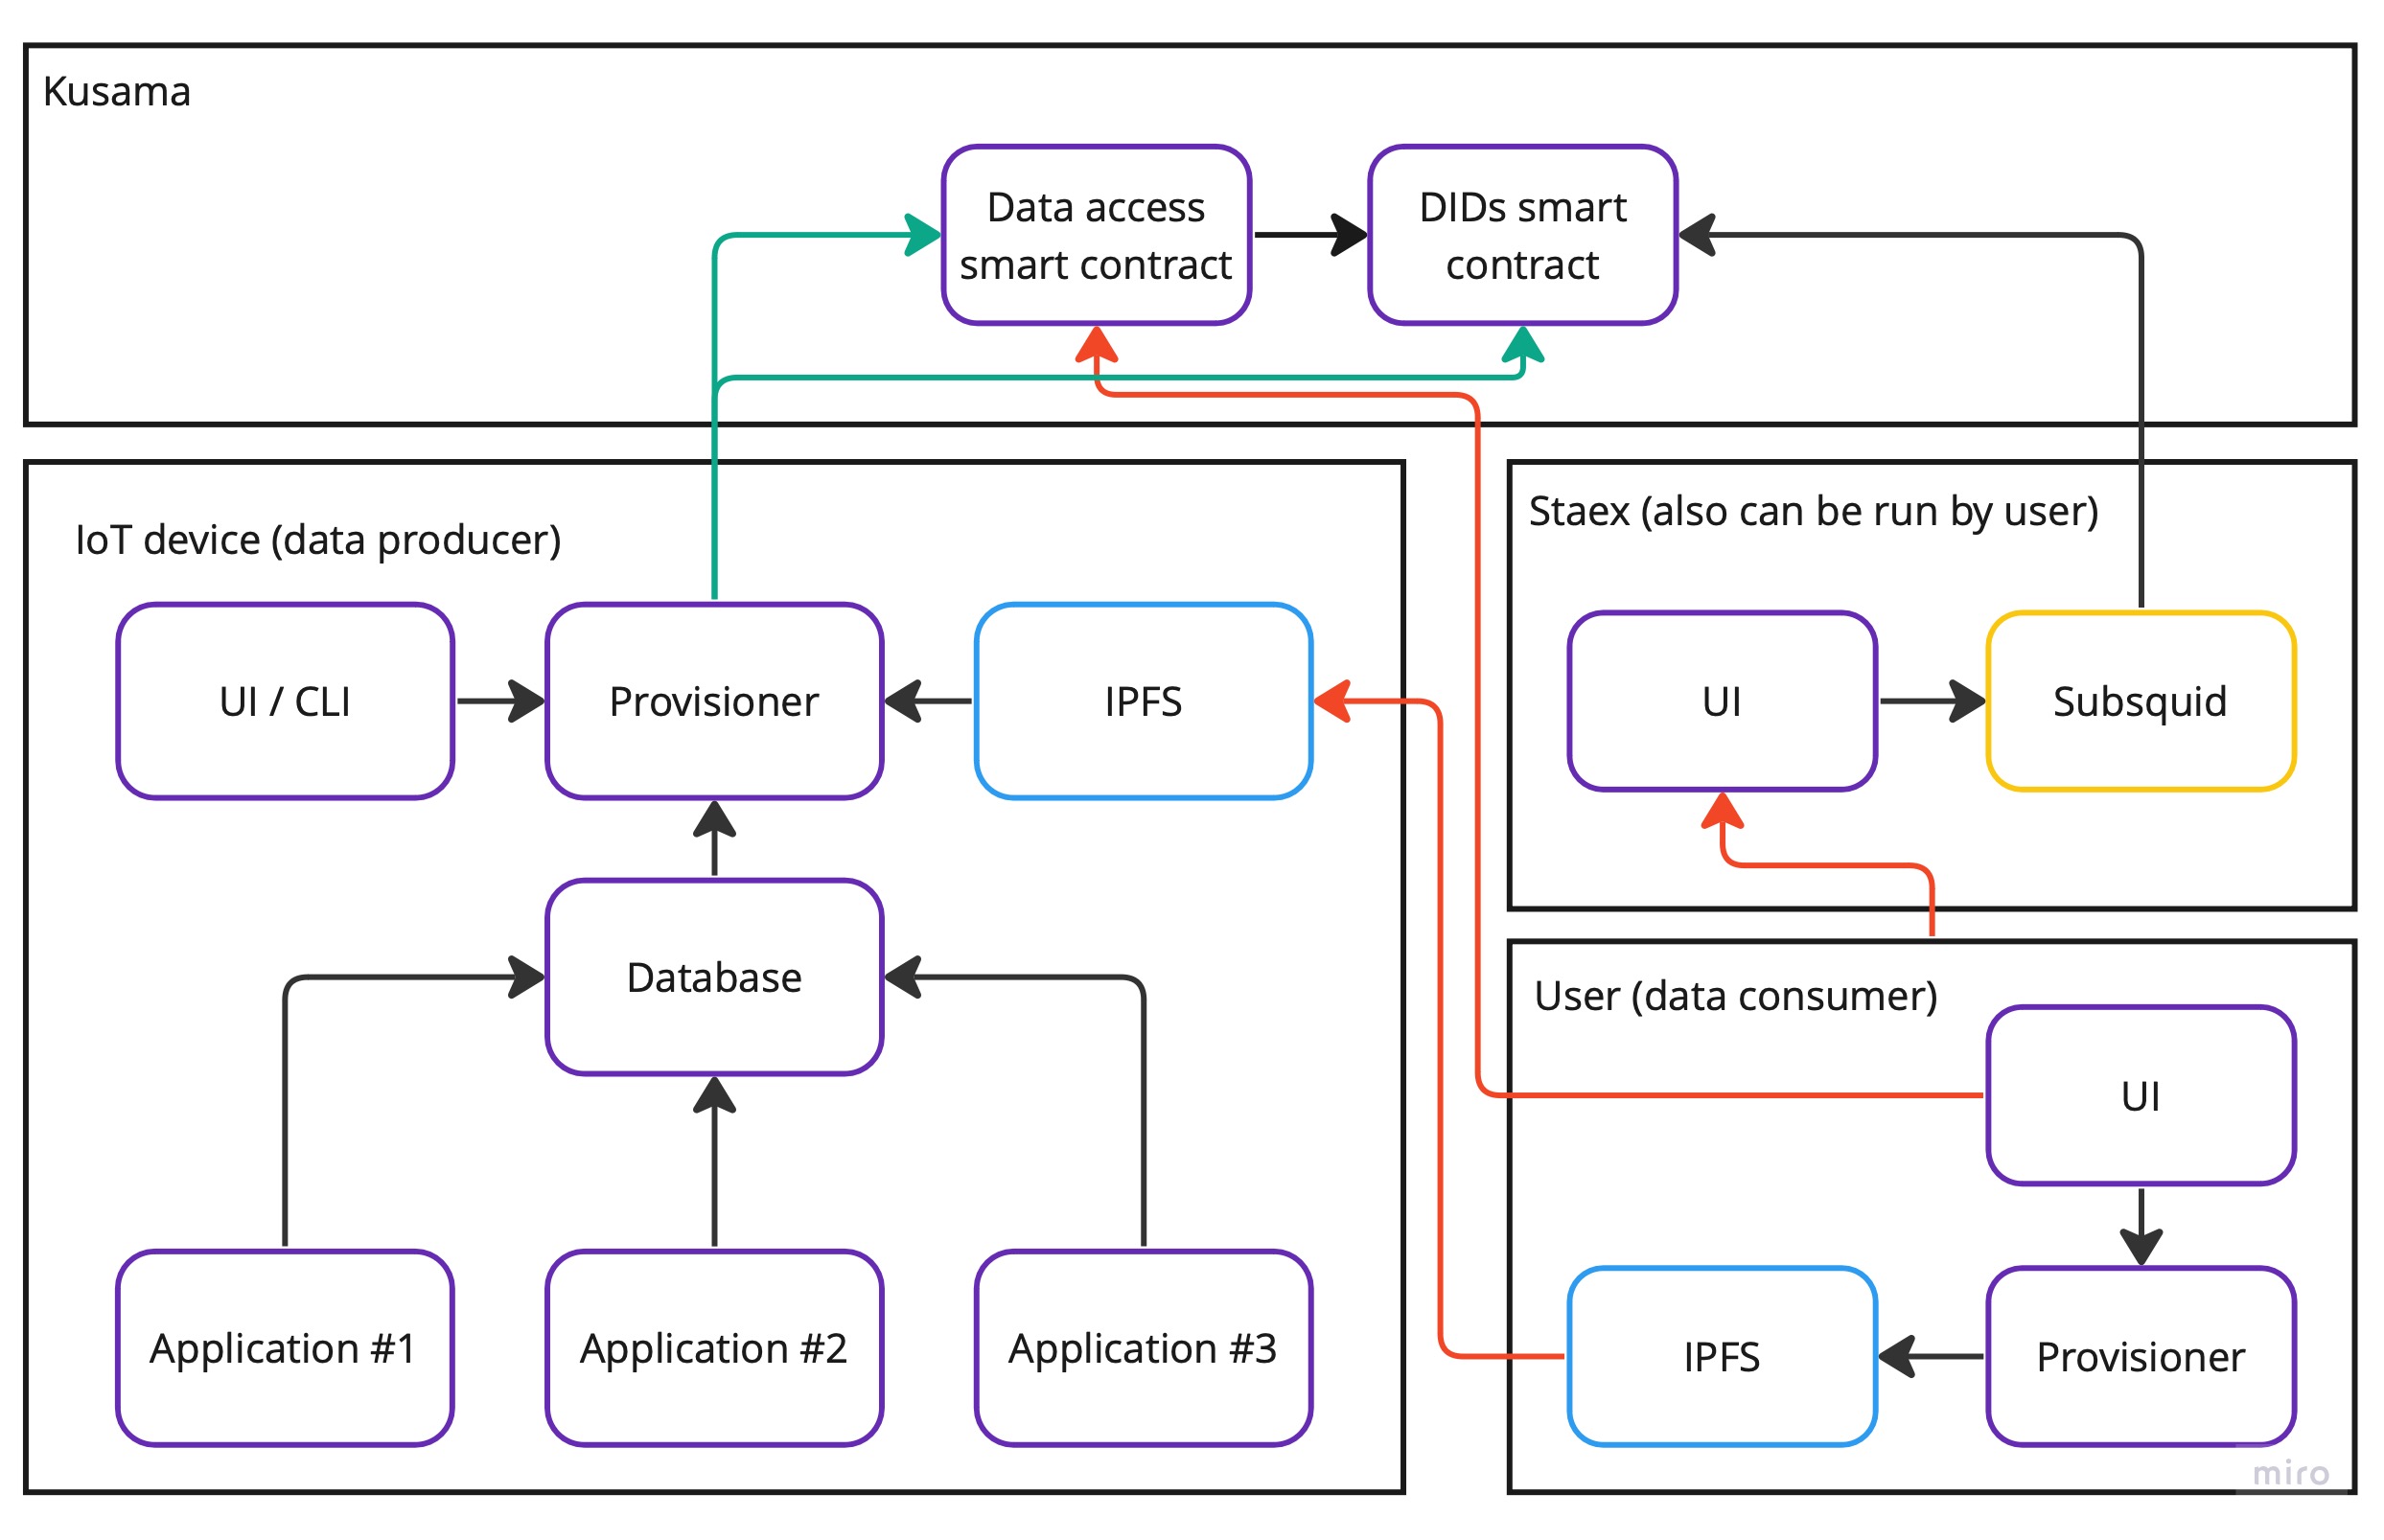 Kusama
Data access
smart contract
DIDs smart
contract
IoT device (data producer)
UI / CLI
Provisioner
IPFS
Database
Application #1
Application #2
Application #3
Staex (also can be run by user)
UI
Subsquid
User (data consumer)
UI
IPFS
Provisioner
miro